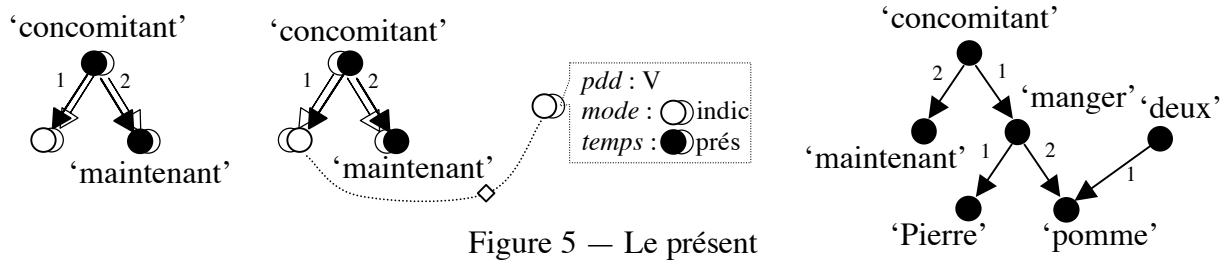 ‘concomitant’
1 2
‘maintenant’
‘concomitant’
1 2
‘maintenant’
pdd : V
mode : indic
temps : prés
‘concomitant’
2 1
‘manger’ ‘deux’
‘maintenant’
1 2 1
‘Pierre’ ‘pomme’
Figure 5 — Le présent